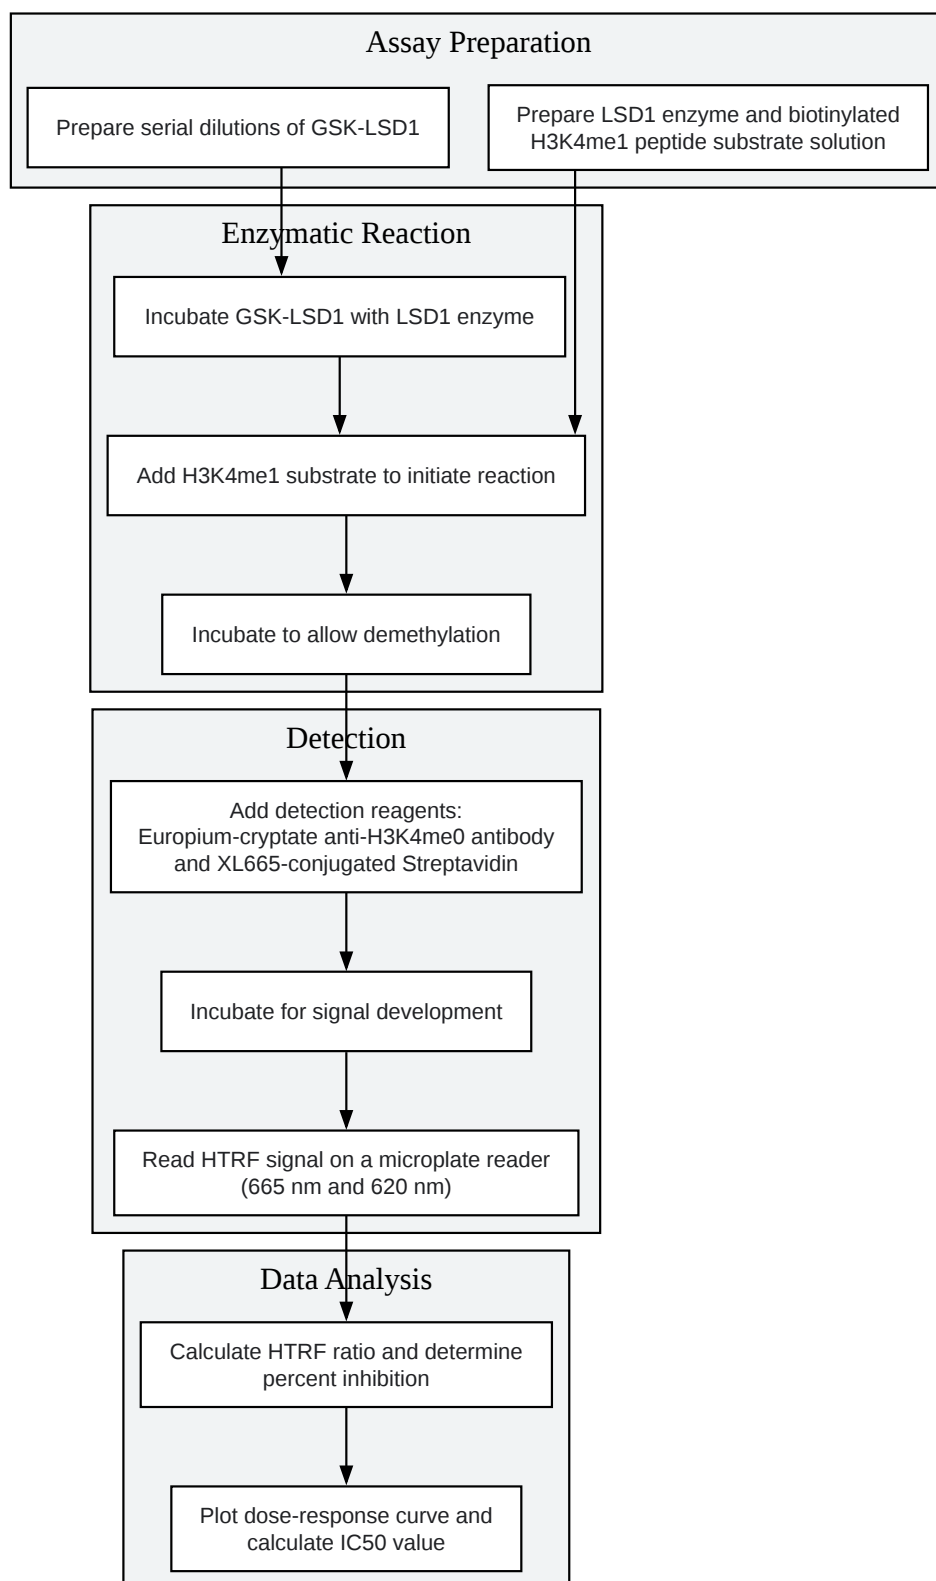 Assay Preparation
Prepare serial dilutions of GSK-LSD1
Prepare LSD1 enzyme and biotinylated
H3K4me1 peptide substrate solution
Enzymatic Reaction
Incubate GSK-LSD1 with LSD1 enzyme
Add H3K4me1 substrate to initiate reaction
Incubate to allow demethylation
Detection
Add detection reagents:
Europium-cryptate anti-H3K4me0 antibody
and XL665-conjugated Streptavidin
Incubate for signal development
Read HTRF signal on a microplate reader
(665 nm and 620 nm)
Data Analysis
Calculate HTRF ratio and determine
percent inhibition
Plot dose-response curve and
calculate IC50 value